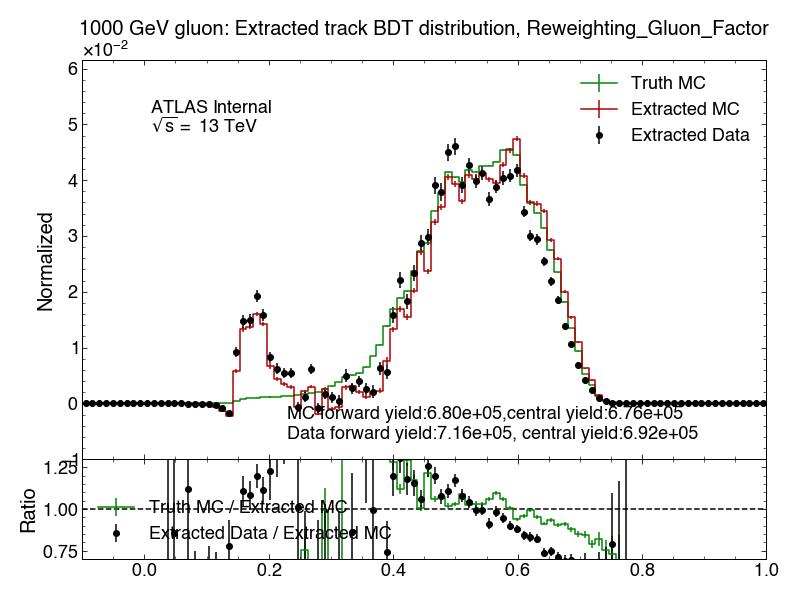 1000 GeV gluon: Extracted track BDT distribution, Reweighting_Gluon_Factor
×10⁻²
6
5
4
3
2
1
0
1
Normalized
ATLAS Internal
√s = 13 TeV
Truth MC
Extracted MC
Extracted Data
MC forward yield:6.80e+05,central yield:6.76e+05
Data forward yield:7.16e+05, central yield:6.92e+05
1.25
1.00
0.75
Ratio
Truth MC / Extracted MC
Extracted Data / Extracted MC
0.0 0.2 0.4 0.6 0.8 1.0